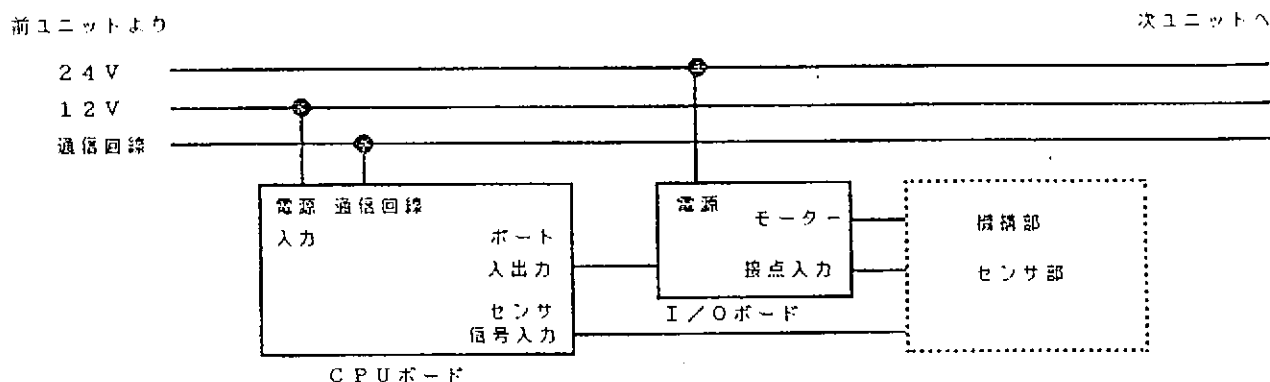 前ユニットより
次ユニットへ
24V
12V
通信回線
電源 通信回線
入力
ポート
入出力
センサ
信号入力
CPUボード
電源
モーター
接点入力
I/Oボード
機構部
センサ部